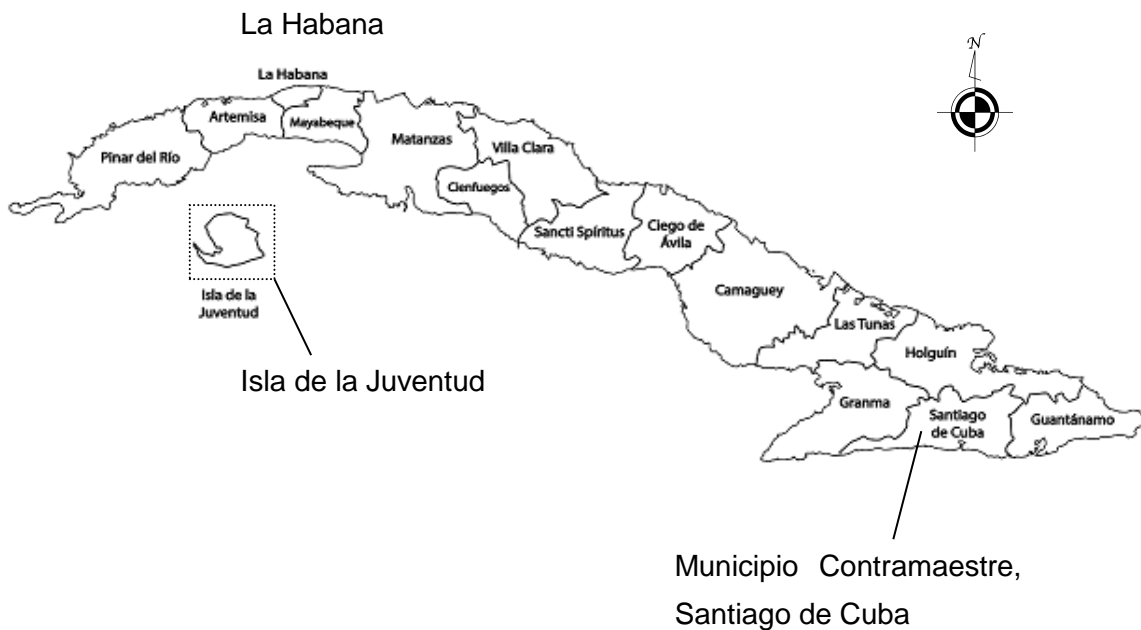 La Habana
N
La Habana
Artemisa
Mayabeque
Pinar del Río
Matanzas
Villa Clara
Cienfuegos
Sancti Spíritus
Ciego de
Ávila
Isla de la
Juventud
Camaguey
Las Tunas
Holguín
Isla de la Juventud
Granma
Santiago
de Cuba
Guantánamo
Municipio Contramaestre,
Santiago de Cuba